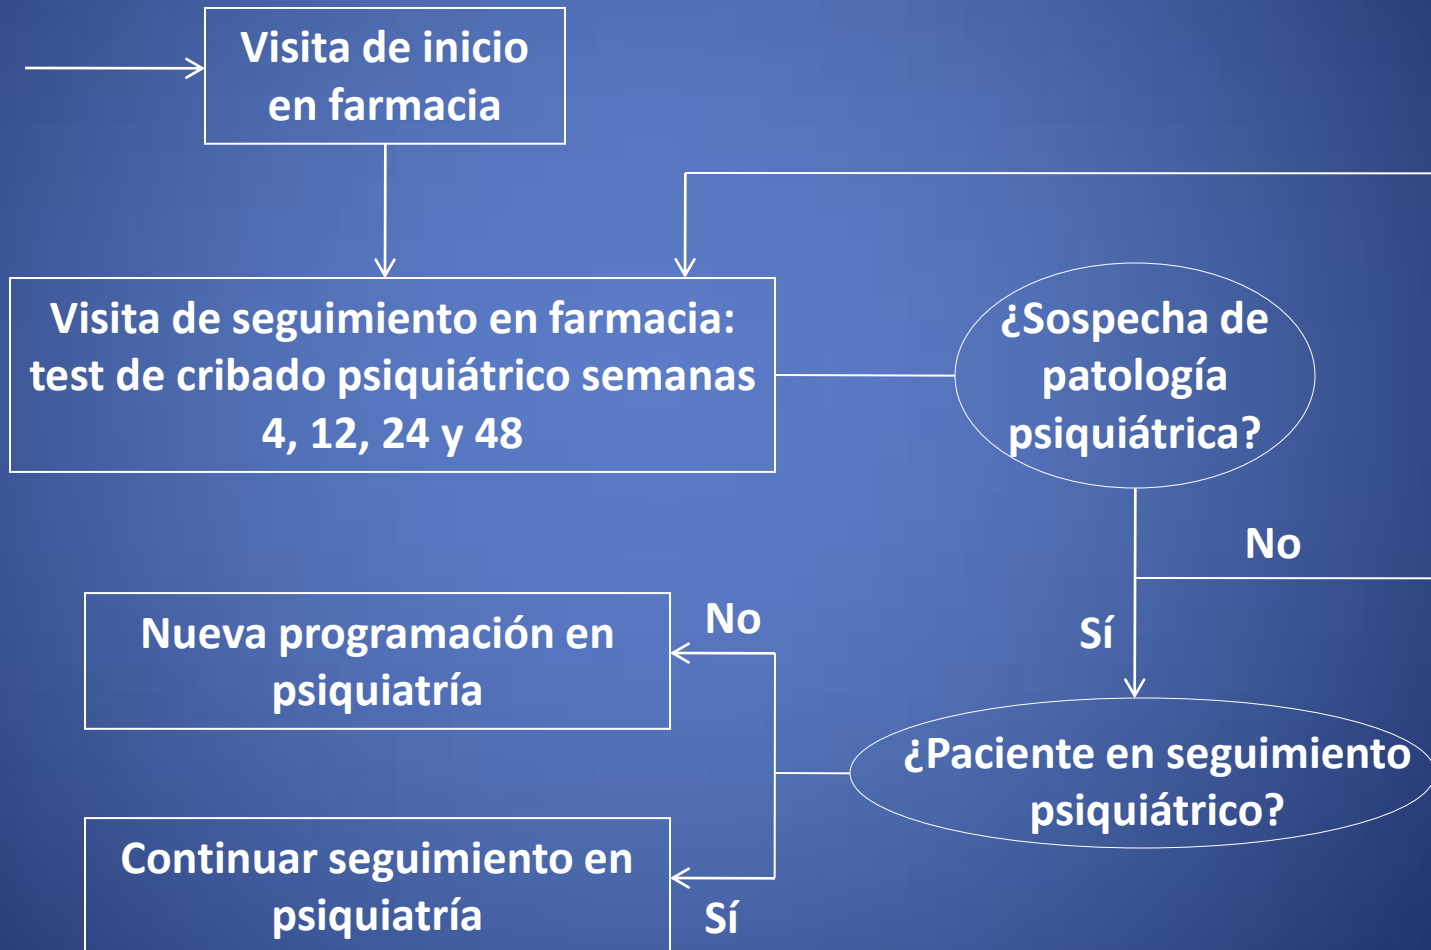 Visita de inicio
en farmacia
Visita de seguimiento en farmacia:
test de cribado psiquiátrico semanas
4, 12, 24 y 48
¿Sospecha de
patología
psiquiátrica?
No
Sí
¿Paciente en seguimiento
psiquiátrico?
No
Nueva programación en
psiquiatría
Continuar seguimiento en
psiquiatría
Sí